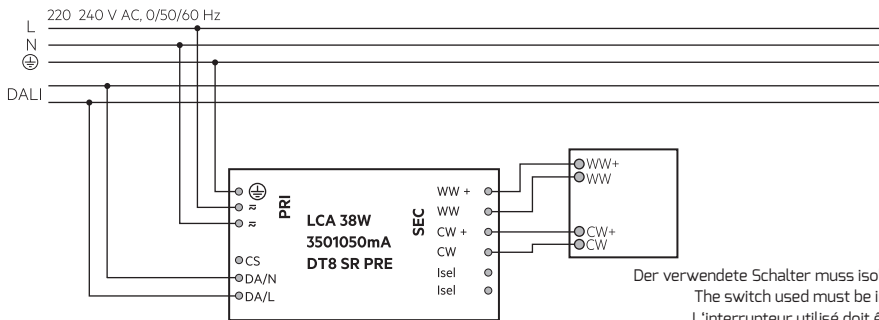 220 240 V AC, 0/50/60 Hz
L
N
DALI
PRI
≂
≂
CS
DA/N
DA/L
LCA 38W
3501050mA
DT8 SR PRE
SEC
WW +
WW
CW +
CW
Isel
Isel
WW+
WW
CW+
CW
Der verwendete Schalter muss iso
The switch used must be i
L'interrupteur utilisé doit ê